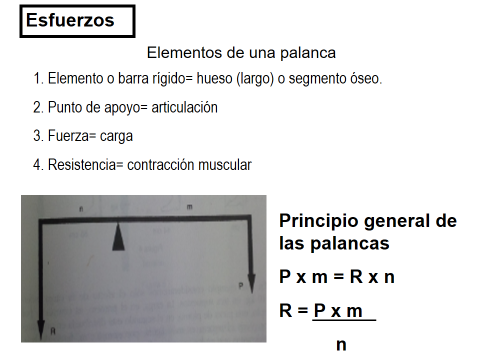 Esfuerzos
Elementos de una palanca
1. Elemento o barra rígido= hueso (largo) o segmento óseo.
2. Punto de apoyo= articulación
3. Fuerza= carga
4. Resistencia= contracción muscular
n m
P
R
Principio general de
las palancas
P x m = R x n
R = P x m
n